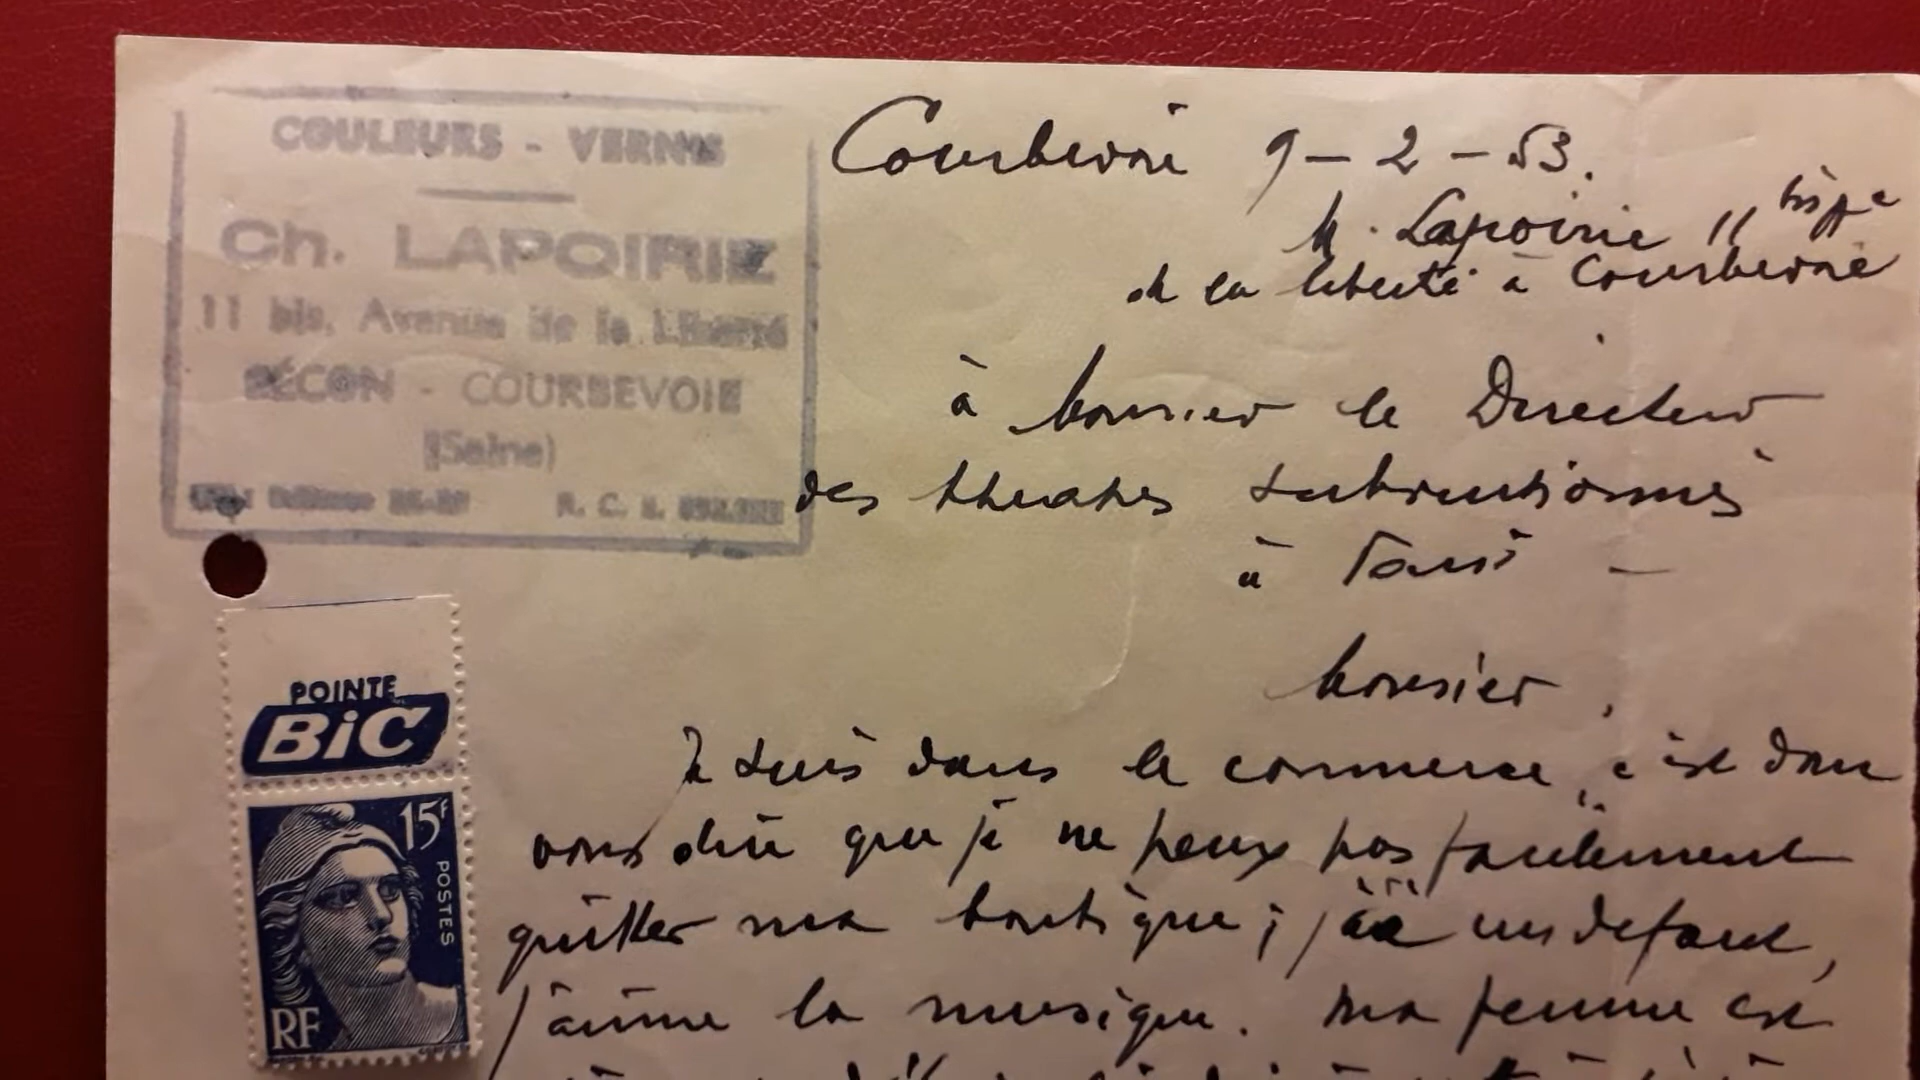 COULEURS - VERNIS
Ch. LAPOIRIE
11 bis, Avenue de la Liberté
BÉCON - COURBEVOIE
(Seine)
R. C. S.
Courbevoie 9-2-53.
M. Lapoirie 11 bis
de la liberté à Courbevoie
à Monsieur le Directeur
des théatres subventionnés
à Paris -
Monsieur,
Je suis dans le commerce, c'est donc
vous dire que je ne peux pas facilement
quitter ma boutique ; j'ai un defaut,
j'aime la musique. Ma femme est
POINTE
BiC
15F
POSTES
RF